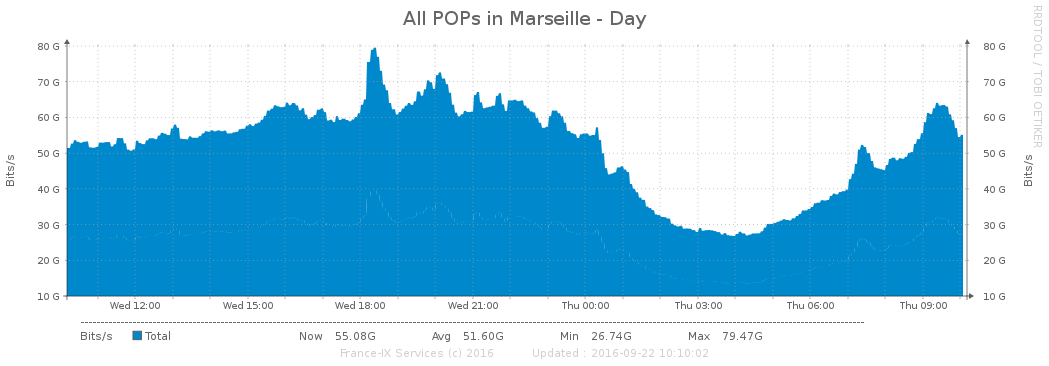 All POPs in Marseille - Day
RRDTOOL / TOBI OETIKER
80 G 80 G
70 G 70 G
60 G 60 G
50 G 50 G
40 G 40 G
30 G 30 G
20 G 20 G
10 G 10 G
Bits/s
Bits/s
Wed 12:00 Wed 15:00 Wed 18:00 Wed 21:00 Thu 00:00 Thu 03:00 Thu 06:00 Thu 09:00
Bits/s Total Now 55.08G Avg 51.60G Min 26.74G Max 79.47G
France-IX Services (c) 2016 Updated : 2016-09-22 10:10:02